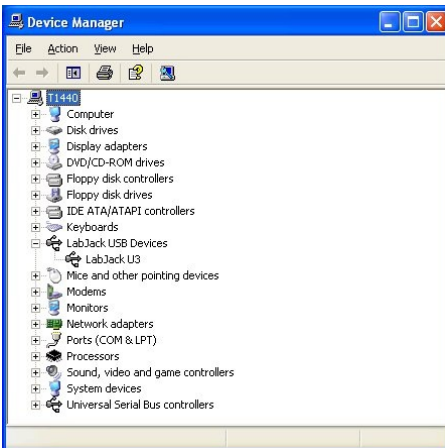 Device Manager
File Action View Help
T1440
Computer
Disk drives
Display adapters
DVD/CD-ROM drives
Floppy disk controllers
Floppy disk drives
IDE ATA/ATAPI controllers
Keyboards
LabJack USB Devices
LabJack U3
Mice and other pointing devices
Modems
Monitors
Network adapters
Ports (COM & LPT)
Processors
Sound, video and game controllers
System devices
Universal Serial Bus controllers